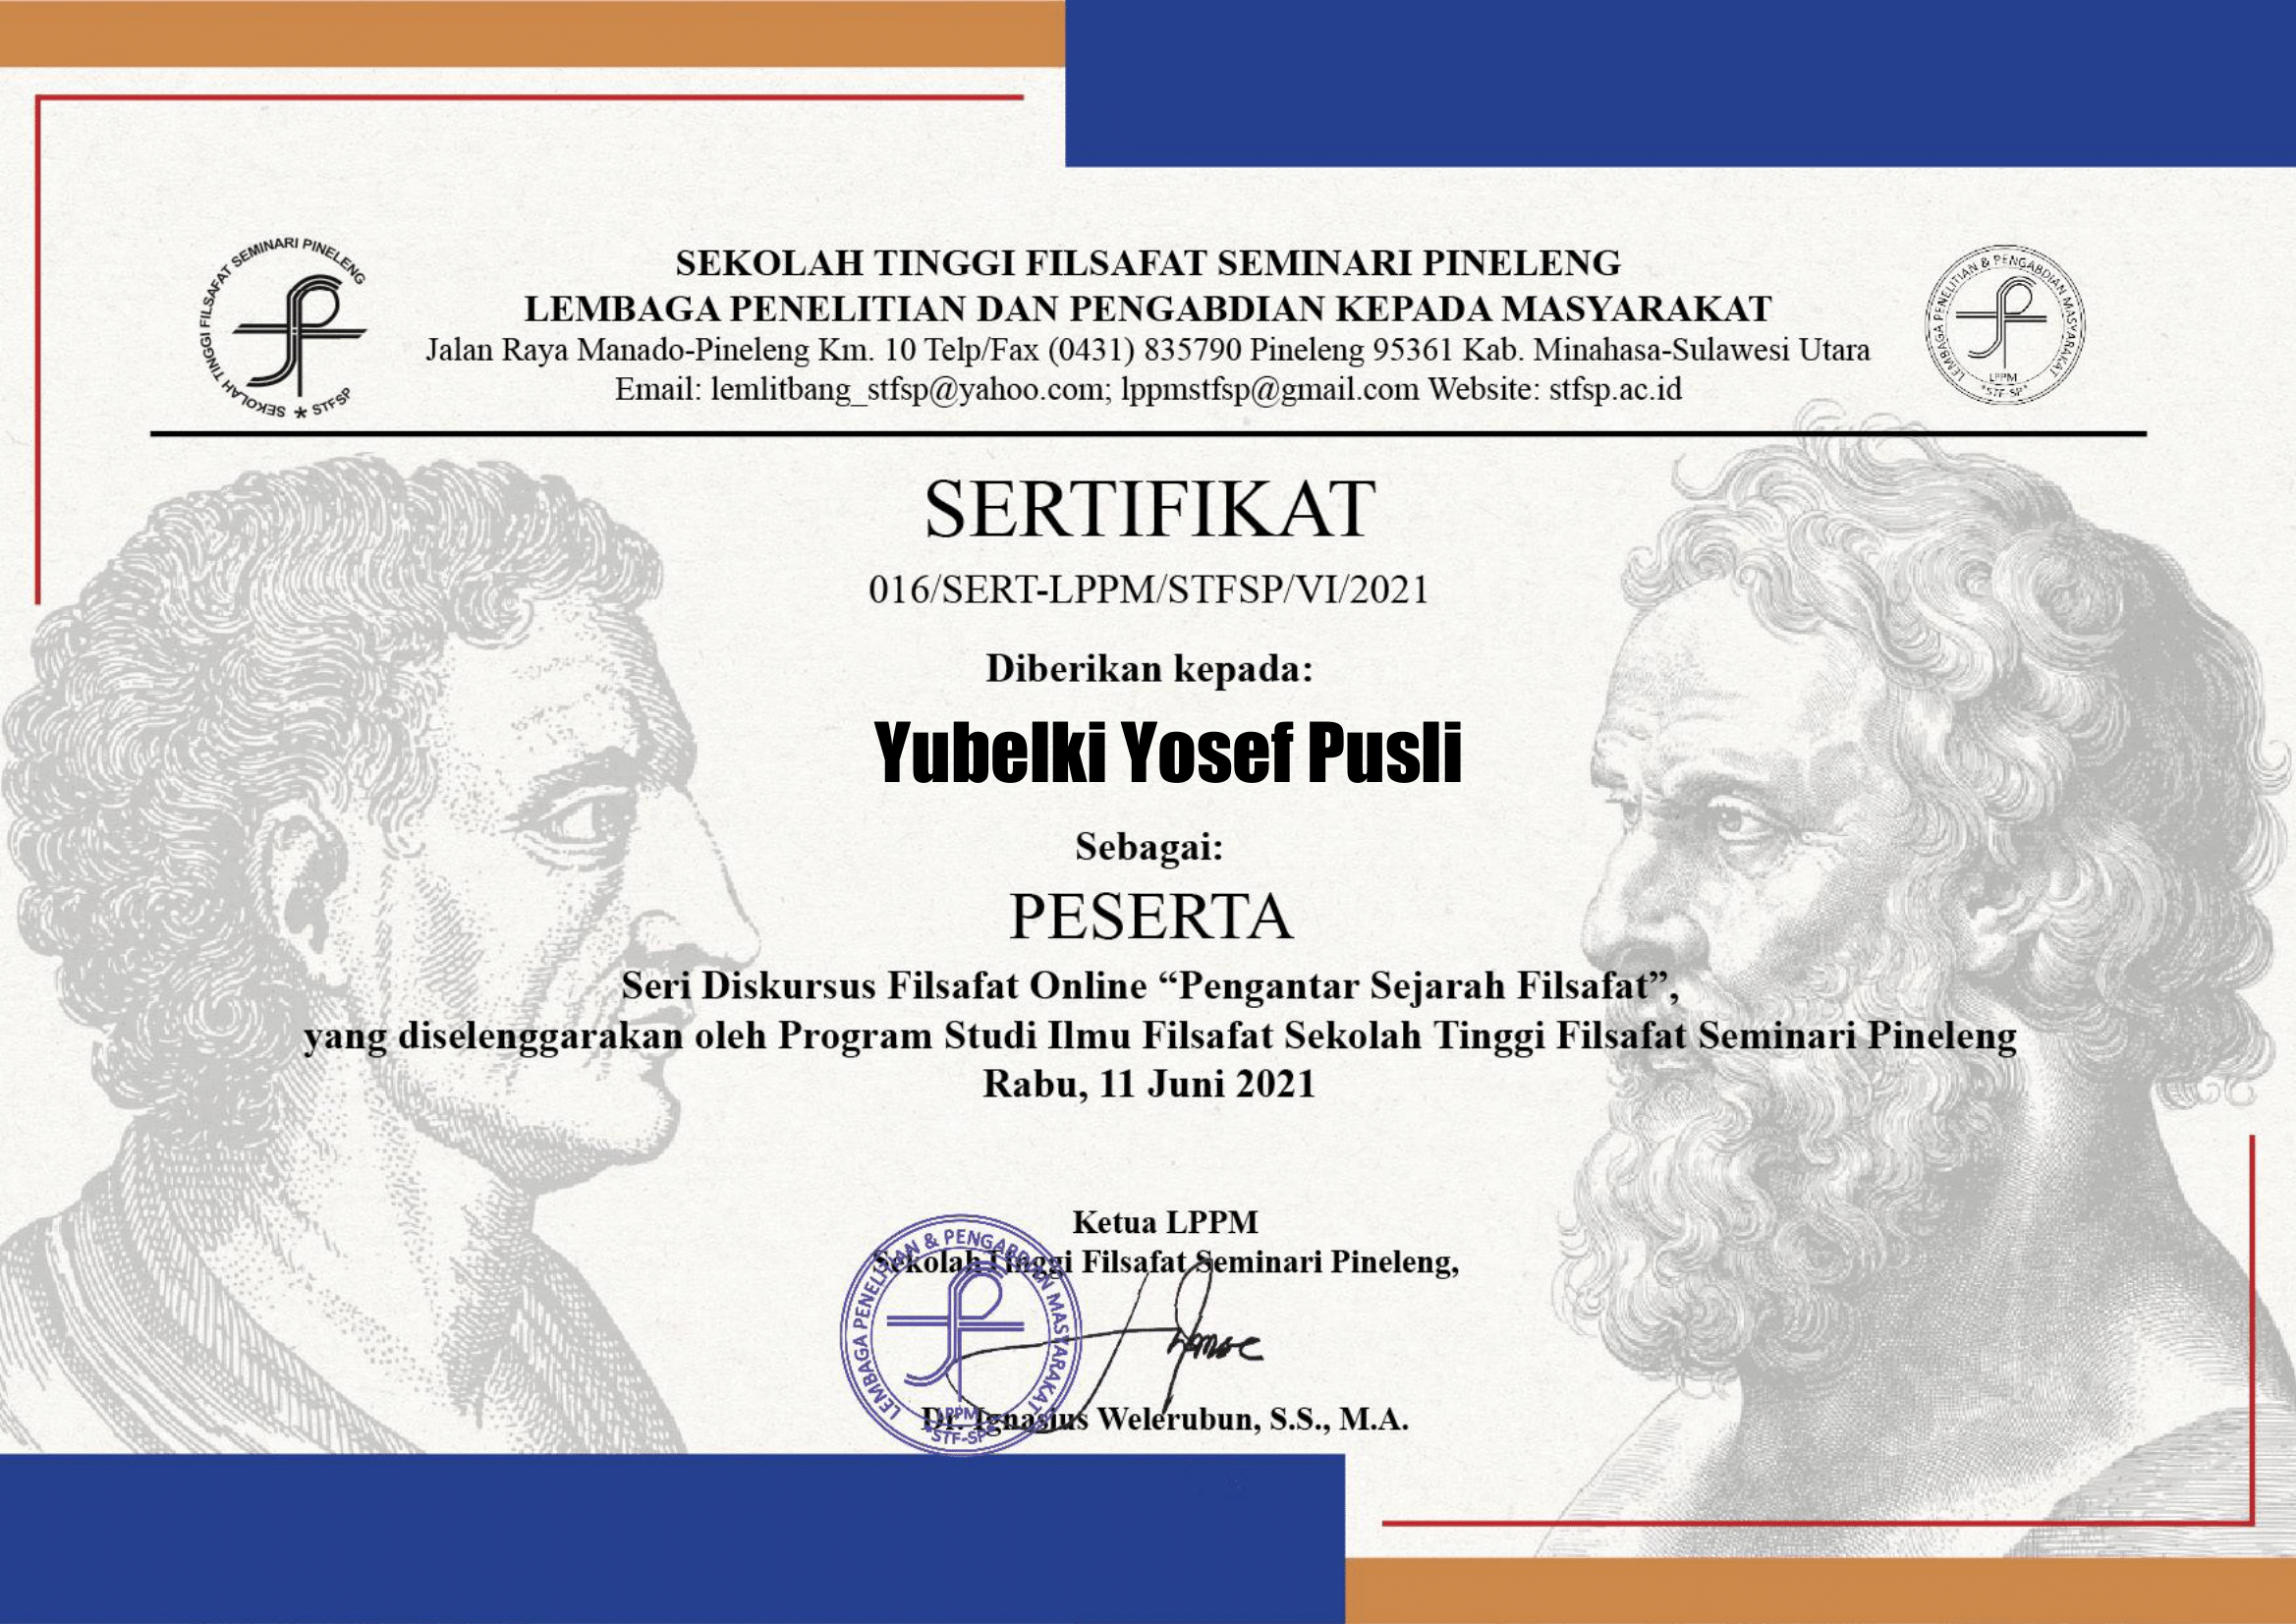 SEKOLAH TINGGI FILSAFAT SEMINARI PINELENG
SEKOLAH TINGGI FILSAFAT SEMINARI PINELENG
LEMBAGA PENELITIAN DAN PENGABDIAN KEPADA MASYARAKAT
Jalan Raya Manado-Pineleng Km. 10 Telp/Fax (0431) 835790 Pineleng 95361 Kab. Minahasa-Sulawesi Utara
Email: lemlitbang_stfsp@yahoo.com; lppmstfsp@gmail.com Website: stfsp.ac.id
* STFSP
LEMBAGA PENELITIAN & PENGABDIAN MASYARAKAT
LPPM
*STF-SP*
SERTIFIKAT
016/SERT-LPPM/STFSP/VI/2021
Diberikan kepada:
Yubelki Yosef Pusli
Sebagai:
PESERTA
Seri Diskursus Filsafat Online “Pengantar Sejarah Filsafat”,
yang diselenggarakan oleh Program Studi Ilmu Filsafat Sekolah Tinggi Filsafat Seminari Pineleng
Rabu, 11 Juni 2021
Ketua LPPM
Sekolah Tinggi Filsafat Seminari Pineleng,
LEMBAGA PENELITIAN & PENGABDIAN MASYARAKAT
LPPM
*STF-SP*
Dr. Ignasius Welerubun, S.S., M.A.